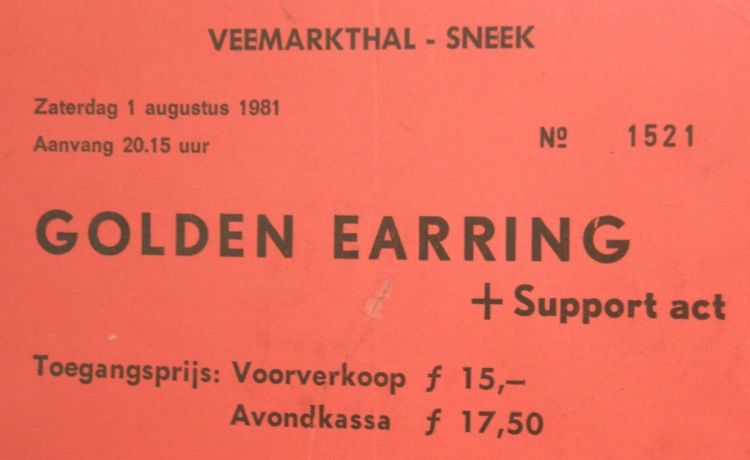 VEEMARKTHAL - SNEEK
Zaterdag 1 augustus 1981
Aanvang 20.15 uur
Nº 1521
GOLDEN EARRING
+ Support act
Toegangsprijs: Voorverkoop ƒ 15,–
Avondkassa ƒ 17,50